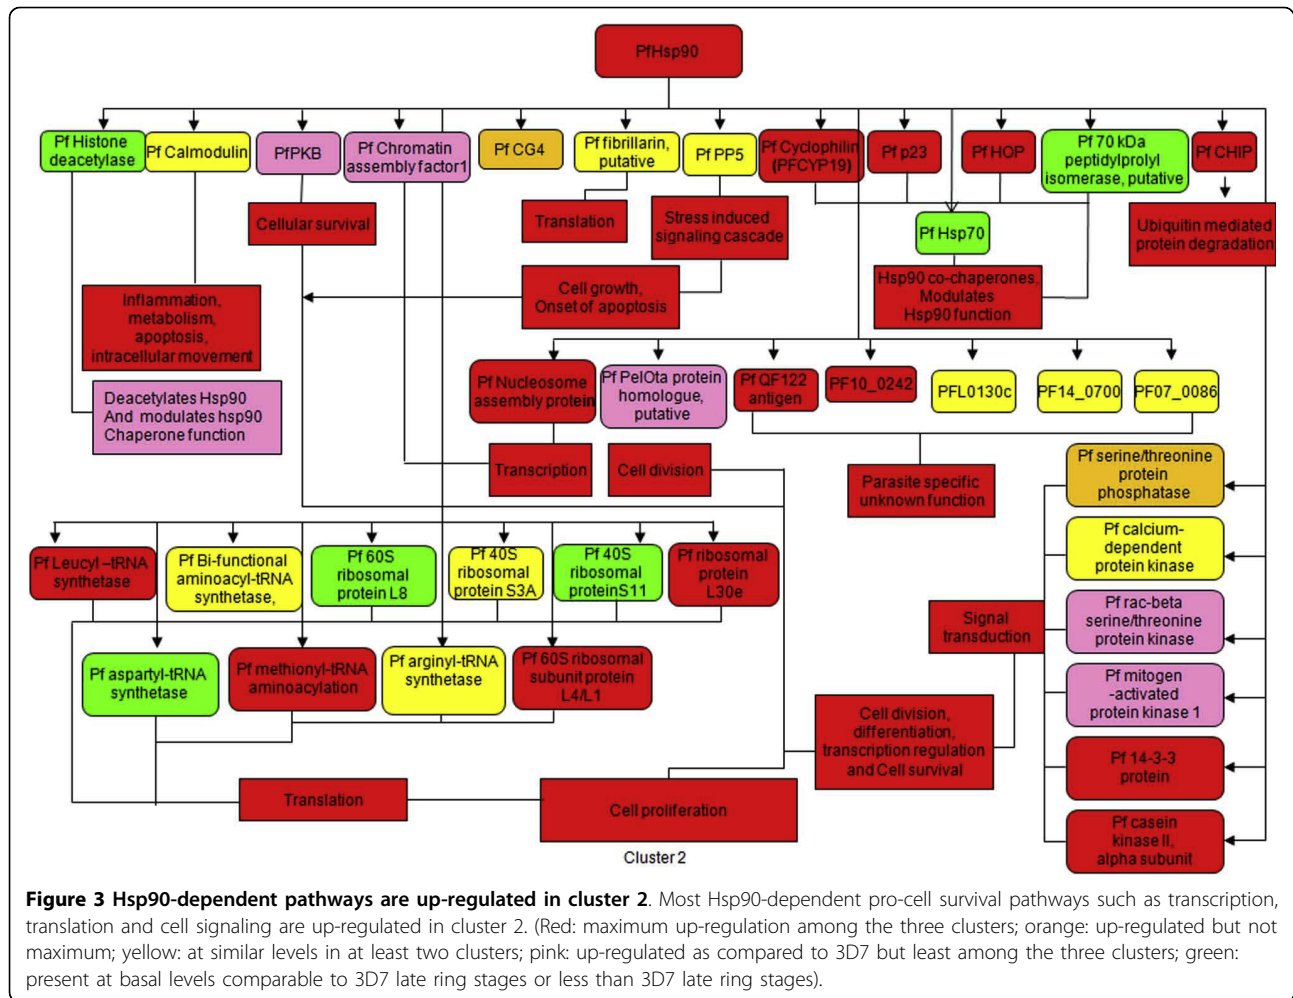 PfHsp90
Pf Histone
deacetylase
Pf Calmodulin
PfPKB
Pf Chromatin
assembly factor1
Pf CG4
Pf fibrillarin,
putative
Pf PP5
Pf Cyclophilin
(PFCYP19)
Pf p23
Pf HOP
Pf 70 kDa
peptidylprolyl
isomerase, putative
Pf CHIP
Cellular survival
Translation
Stress induced
signaling cascade
Pf Hsp70
Ubiquitin mediated
protein degradation
Inflammation,
metabolism,
apoptosis,
intracellular movement
Cell growth,
Onset of apoptosis
Hsp90 co-chaperones,
Modulates
Hsp90 function
Deacetylates Hsp90
And modulates hsp90
Chaperone function
Pf Nucleosome
assembly protein
Pf PelOta protein
homologue,
putative
Pf QF122
antigen
PF10_0242
PFL0130c
PF14_0700
PF07_0086
Transcription
Cell division
Parasite specific
unknown function
Pf serine/threonine
protein
phosphatase
Pf calcium-
dependent
protein kinase
Pf rac-beta
serine/threonine
protein kinase
Pf mitogen
-activated
protein kinase 1
Pf 14-3-3
protein
Pf casein
kinase II,
alpha subunit
Signal
transduction
Pf Leucyl –tRNA
synthetase
Pf Bi-functional
aminoacyl-tRNA
synthetase,
Pf 60S
ribosomal
protein L8
Pf 40S
ribosomal
protein S3A
Pf 40S
ribosomal
proteinS11
Pf ribosomal
protein
L30e
Pf aspartyl-tRNA
synthetase
Pf methionyl-tRNA
aminoacylation
Pf arginyl-tRNA
synthetase
Pf 60S ribosomal
subunit protein
L4/L1
Cell division,
differentiation,
transcription regulation
and Cell survival
Translation
Cell proliferation
Cluster 2
Figure 3 Hsp90-dependent pathways are up-regulated in cluster 2. Most Hsp90-dependent pro-cell survival pathways such as transcription,
translation and cell signaling are up-regulated in cluster 2. (Red: maximum up-regulation among the three clusters; orange: up-regulated but not
maximum; yellow: at similar levels in at least two clusters; pink: up-regulated as compared to 3D7 but least among the three clusters; green:
present at basal levels comparable to 3D7 late ring stages or less than 3D7 late ring stages).